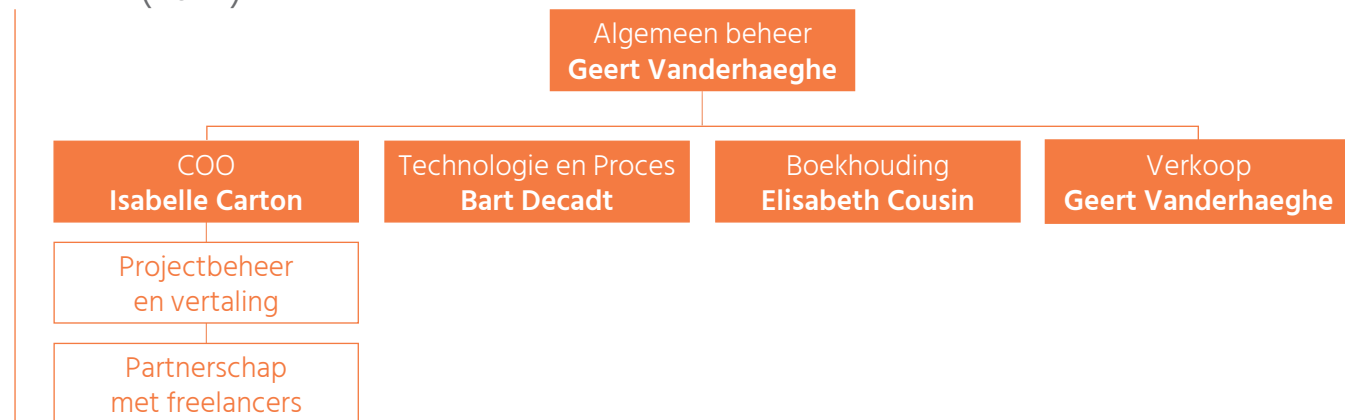 Algemeen beheer
Geert Vanderhaeghe
COO
Isabelle Carton
Technologie en Proces
Bart Decadt
Boekhouding
Elisabeth Cousin
Verkoop
Geert Vanderhaeghe
Projectbeheer
en vertaling
Partnerschap
met freelancers